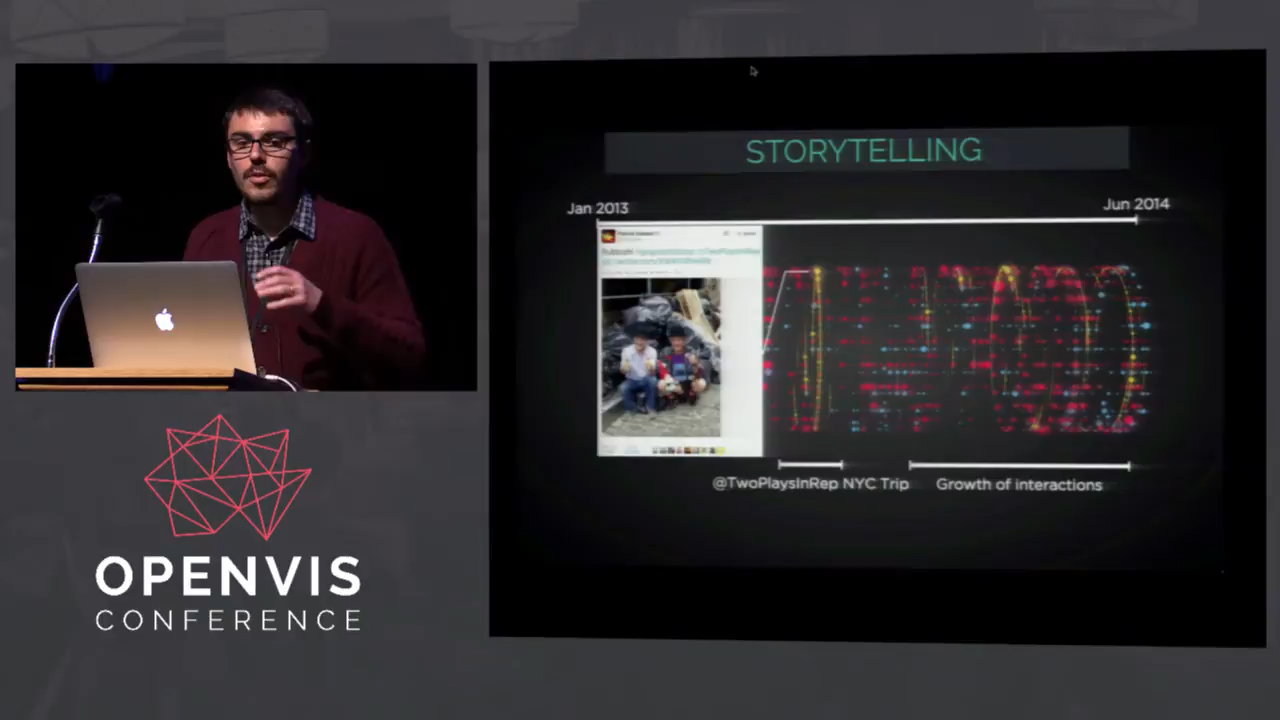 STORYTELLING
Jan 2013
Jun 2014
@TwoPlaysInRep NYC Trip
Growth of interactions
OPENVIS
CONFERENCE